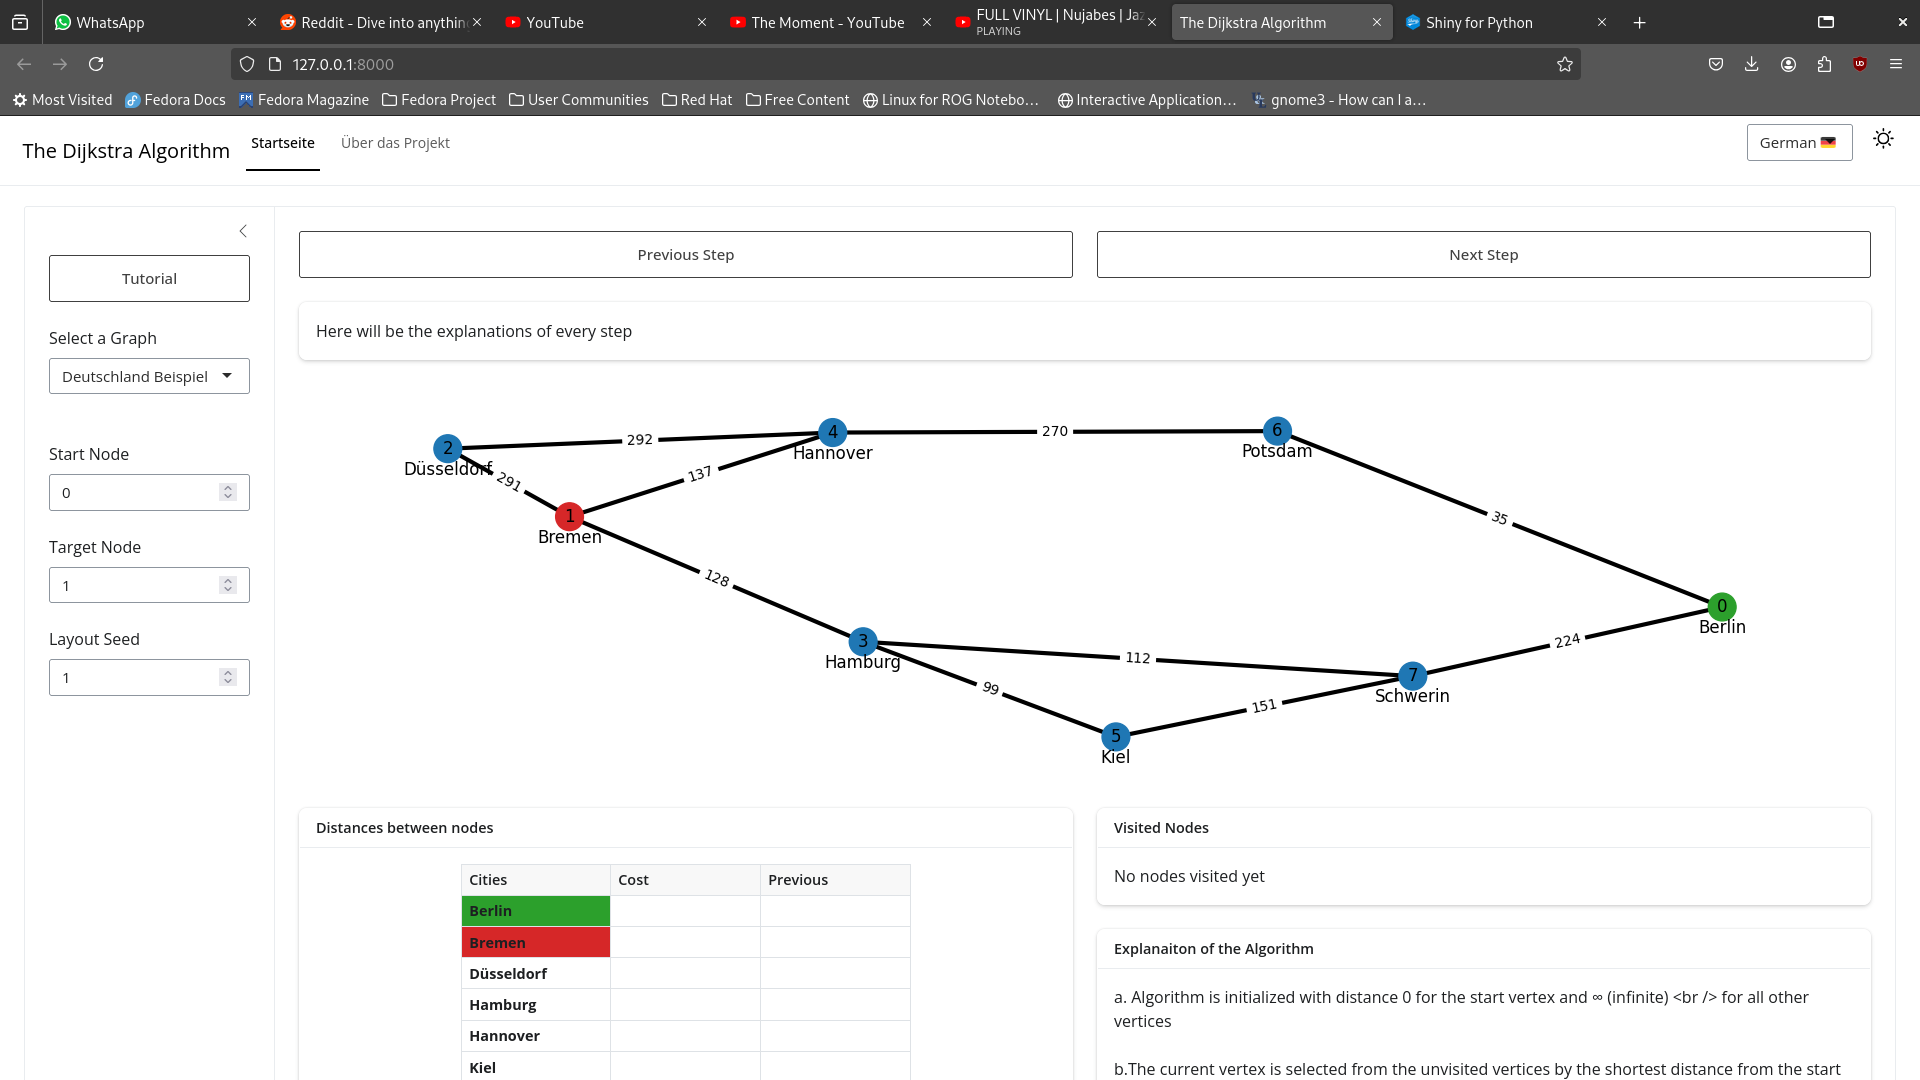 WhatsApp
Reddit - Dive into anythin
YouTube
The Moment - YouTube
FULL VINYL | Nujabes | Jaz
PLAYING
The Dijkstra Algorithm
Shiny for Python
127.0.0.1:8000
Most Visited
Fedora Docs
Fedora Magazine
Fedora Project
User Communities
Red Hat
Free Content
Linux for ROG Notebo…
Interactive Application…
gnome3 - How can I a…
The Dijkstra Algorithm
Startseite
Über das Projekt
German
Tutorial
Select a Graph
Deutschland Beispiel
Start Node
0
Target Node
1
Layout Seed
1
Previous Step
Next Step
Here will be the explanations of every step
2
Düsseldorf
292
4
Hannover
270
6
Potsdam
291
137
1
Bremen
35
128
0
Berlin
3
Hamburg
112
224
7
Schwerin
99
151
5
Kiel
Distances between nodes
Cities Cost Previous
Berlin
Bremen
Düsseldorf
Hamburg
Hannover
Kiel
Visited Nodes
No nodes visited yet
Explanaiton of the Algorithm
a. Algorithm is initialized with distance 0 for the start vertex and ∞ (infinite) <br /> for all other
vertices
b.The current vertex is selected from the unvisited vertices by the shortest distance from the start